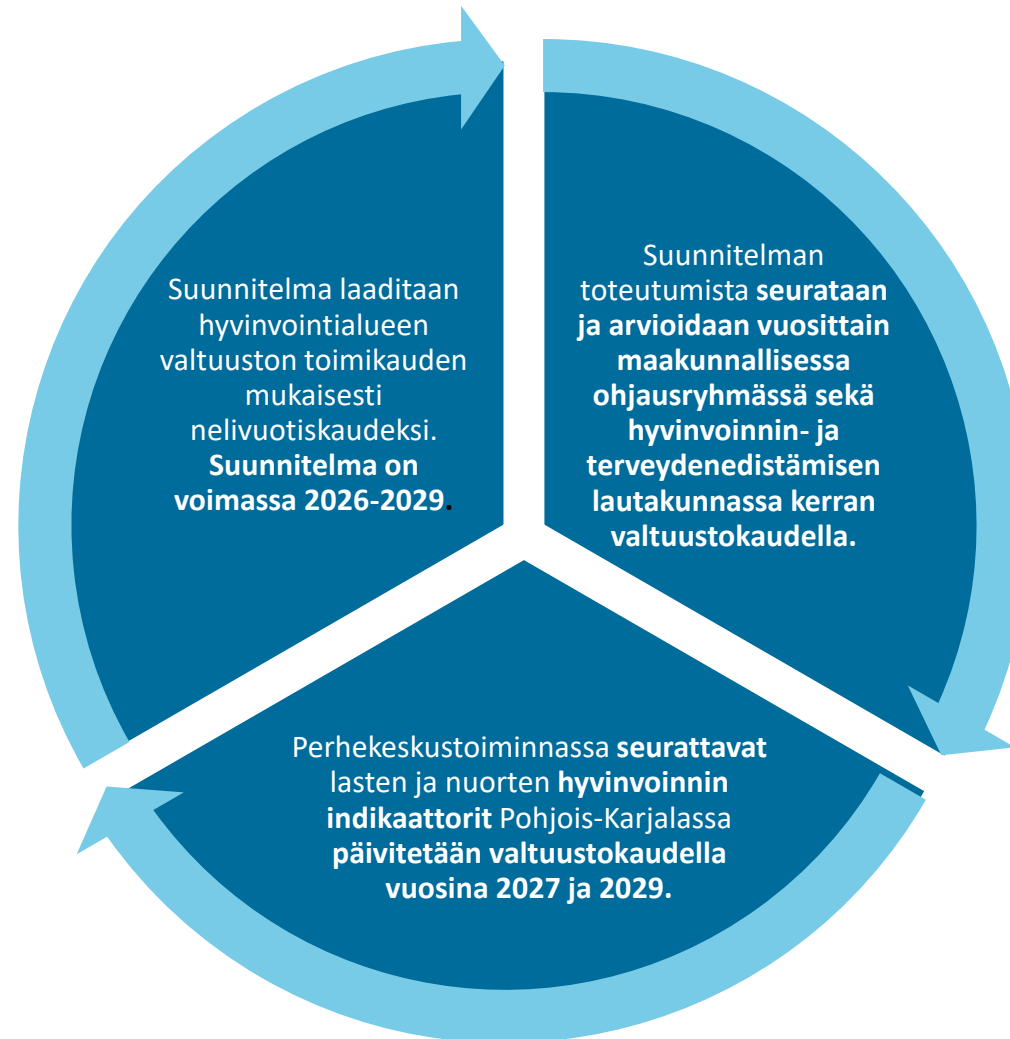 Suunnitelma laaditaan
hyvinvointialueen
valtuuston toimikauden
mukaisesti
nelivuotiskaudeksi.
Suunnitelma on
voimassa 2026-2029.
Suunnitelman
toteutumista seurataan
ja arvioidaan vuosittain
maakunnallisessa
ohjausryhmässä sekä
hyvinvoinnin- ja
terveydenedistämisen
lautakunnassa kerran
valtuustokaudella.
Perhekeskustoiminnassa seurattavat
lasten ja nuorten hyvinvoinnin
indikaattorit Pohjois-Karjalassa
päivitetään valtuustokaudella
vuosina 2027 ja 2029.